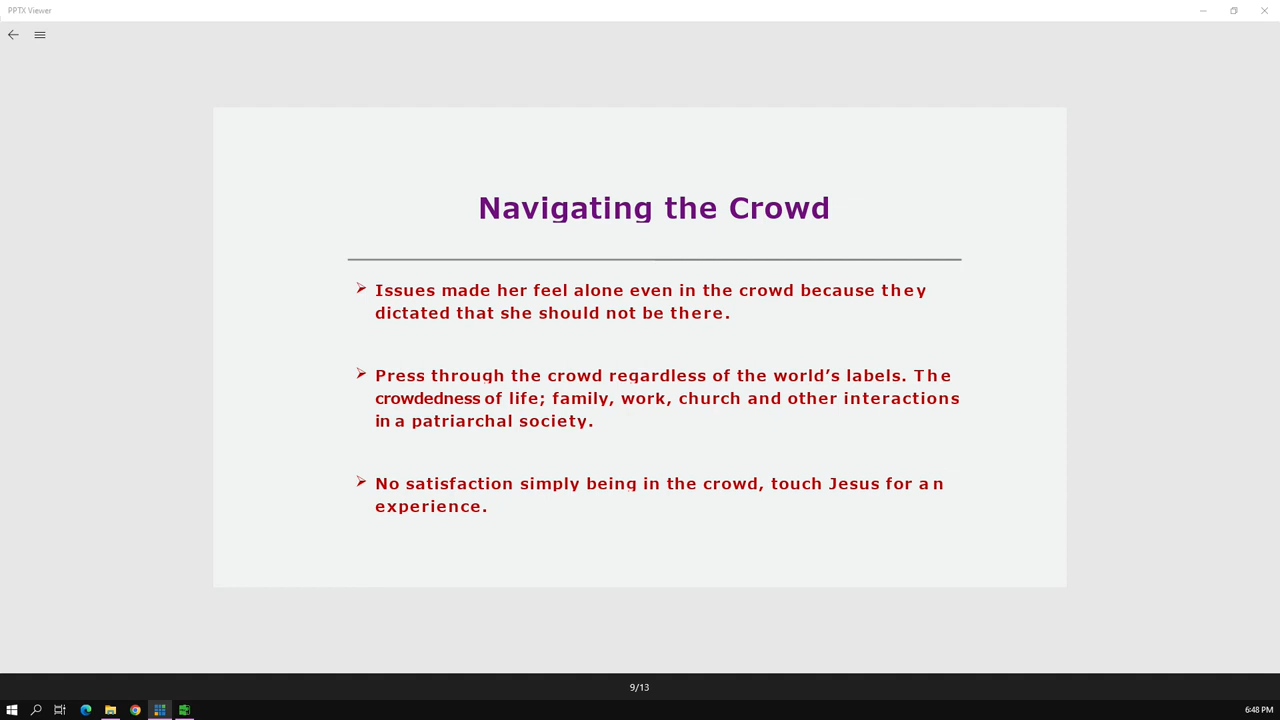 PPTX Viewer
Navigating the Crowd
Issues made her feel alone even in the crowd because they
dictated that she should not be there.
Press through the crowd regardless of the world’s labels. The
crowdedness of life; family, work, church and other interactions
in a patriarchal society.
No satisfaction simply being in the crowd, touch Jesus for an
experience.
9/13
6:48 PM